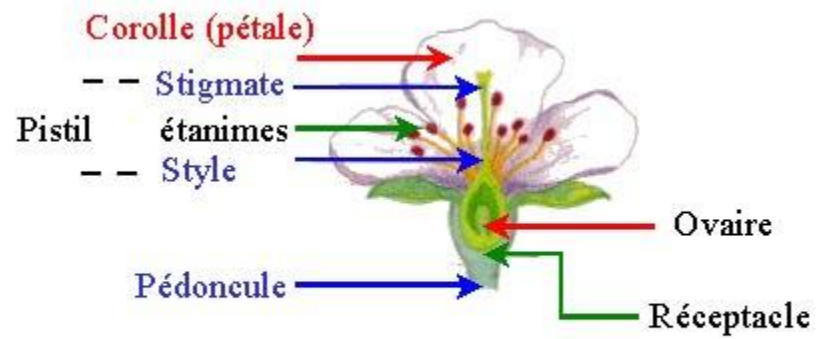 Corolle (pétale)
Stigmate
Pistil
étanimes
Style
Ovaire
Pédoncule
Réceptacle